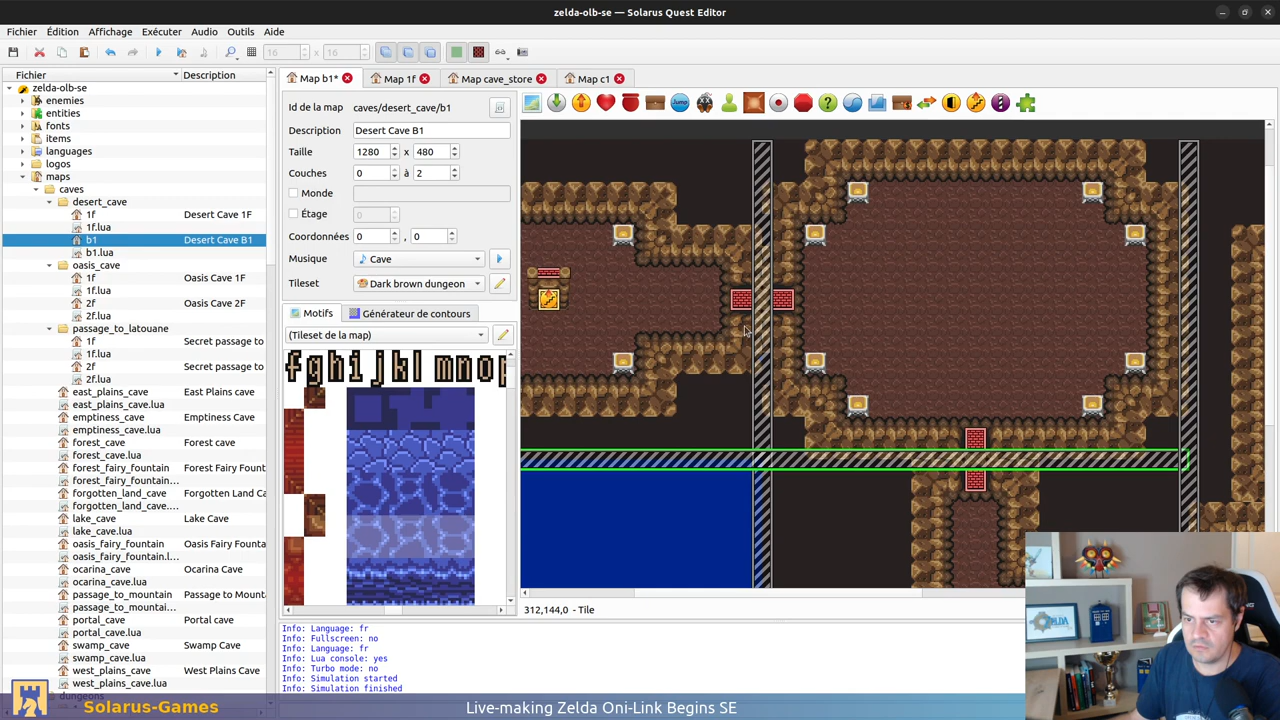 zelda-olb-se — Solarus Quest Editor
Fichier Édition Affichage Exécuter Audio Outils Aide
16 x 16
Fichier Description
zelda-olb-se
enemies
entities
fonts
items
languages
logos
maps
caves
desert_cave
1f Desert Cave 1F
1f.lua
b1 Desert Cave B1
b1.lua
oasis_cave
1f Oasis Cave 1F
1f.lua
2f Oasis Cave 2F
2f.lua
passage_to_latouane
1f Secret passage to
1f.lua
2f Secret passage to
2f.lua
east_plains_cave East Plains cave
east_plains_cave.lua
emptiness_cave Emptiness Cave
emptiness_cave.lua
forest_cave Forest cave
forest_cave.lua
forest_fairy_fountain Forest Fairy Fountain
forest_fairy_fountain....
forgotten_land_cave Forgotten Land Cave
forgotten_land_cave....
lake_cave Lake Cave
lake_cave.lua
oasis_fairy_fountain Oasis Fairy Fountain
oasis_fairy_fountain.l...
ocarina_cave Ocarina Cave
ocarina_cave.lua
passage_to_mountain Passage to Mount
passage_to_mountai...
portal_cave Portal cave
portal_cave.lua
swamp_cave Swamp Cave
swamp_cave.lua
west_plains_cave West Plains Cave
west_plains_cave.lua
dungeons
Map b1* Map 1f Map cave_store Map c1
Id de la map caves/desert_cave/b1
Description Desert Cave B1
Taille 1280 x 480
Couches 0 à 2
Monde
Étage 0
Coordonnées 0 , 0
Musique Cave
Tileset Dark brown dungeon
Motifs Générateur de contours
(Tileset de la map)
f g h i j k l m n o p
Jump
312,144,0 - Tile
Info: Language: fr
Info: Fullscreen: no
Info: Language: fr
Info: Lua console: yes
Info: Turbo mode: no
Info: Simulation started
Info: Simulation finished
Solarus-Games
Live-making Zelda Oni-Link Begins SE